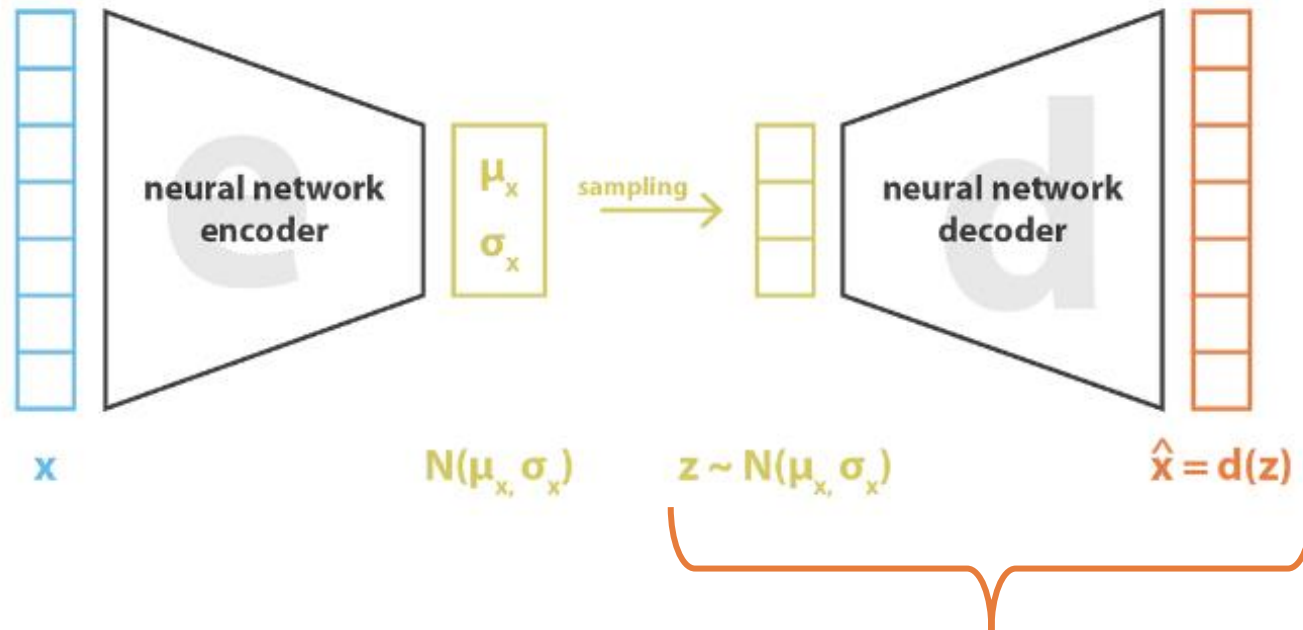 e
neural network
encoder
μₓ
σₓ
sampling
d
neural network
decoder
x
N(μₓ, σₓ)
z ~ N(μₓ, σₓ)
x̂ = d(z)